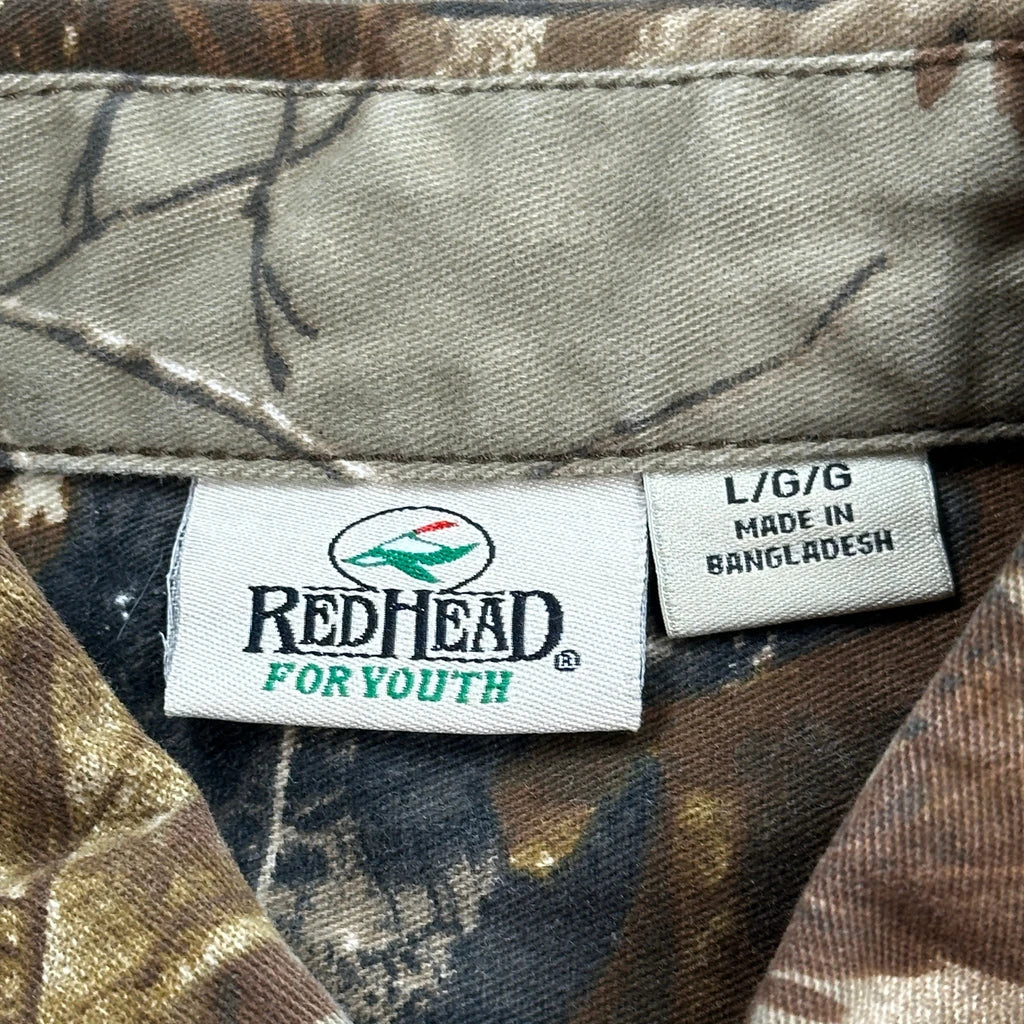 REDHEAD®
FOR YOUTH
L/G/G
MADE IN
BANGLADESH